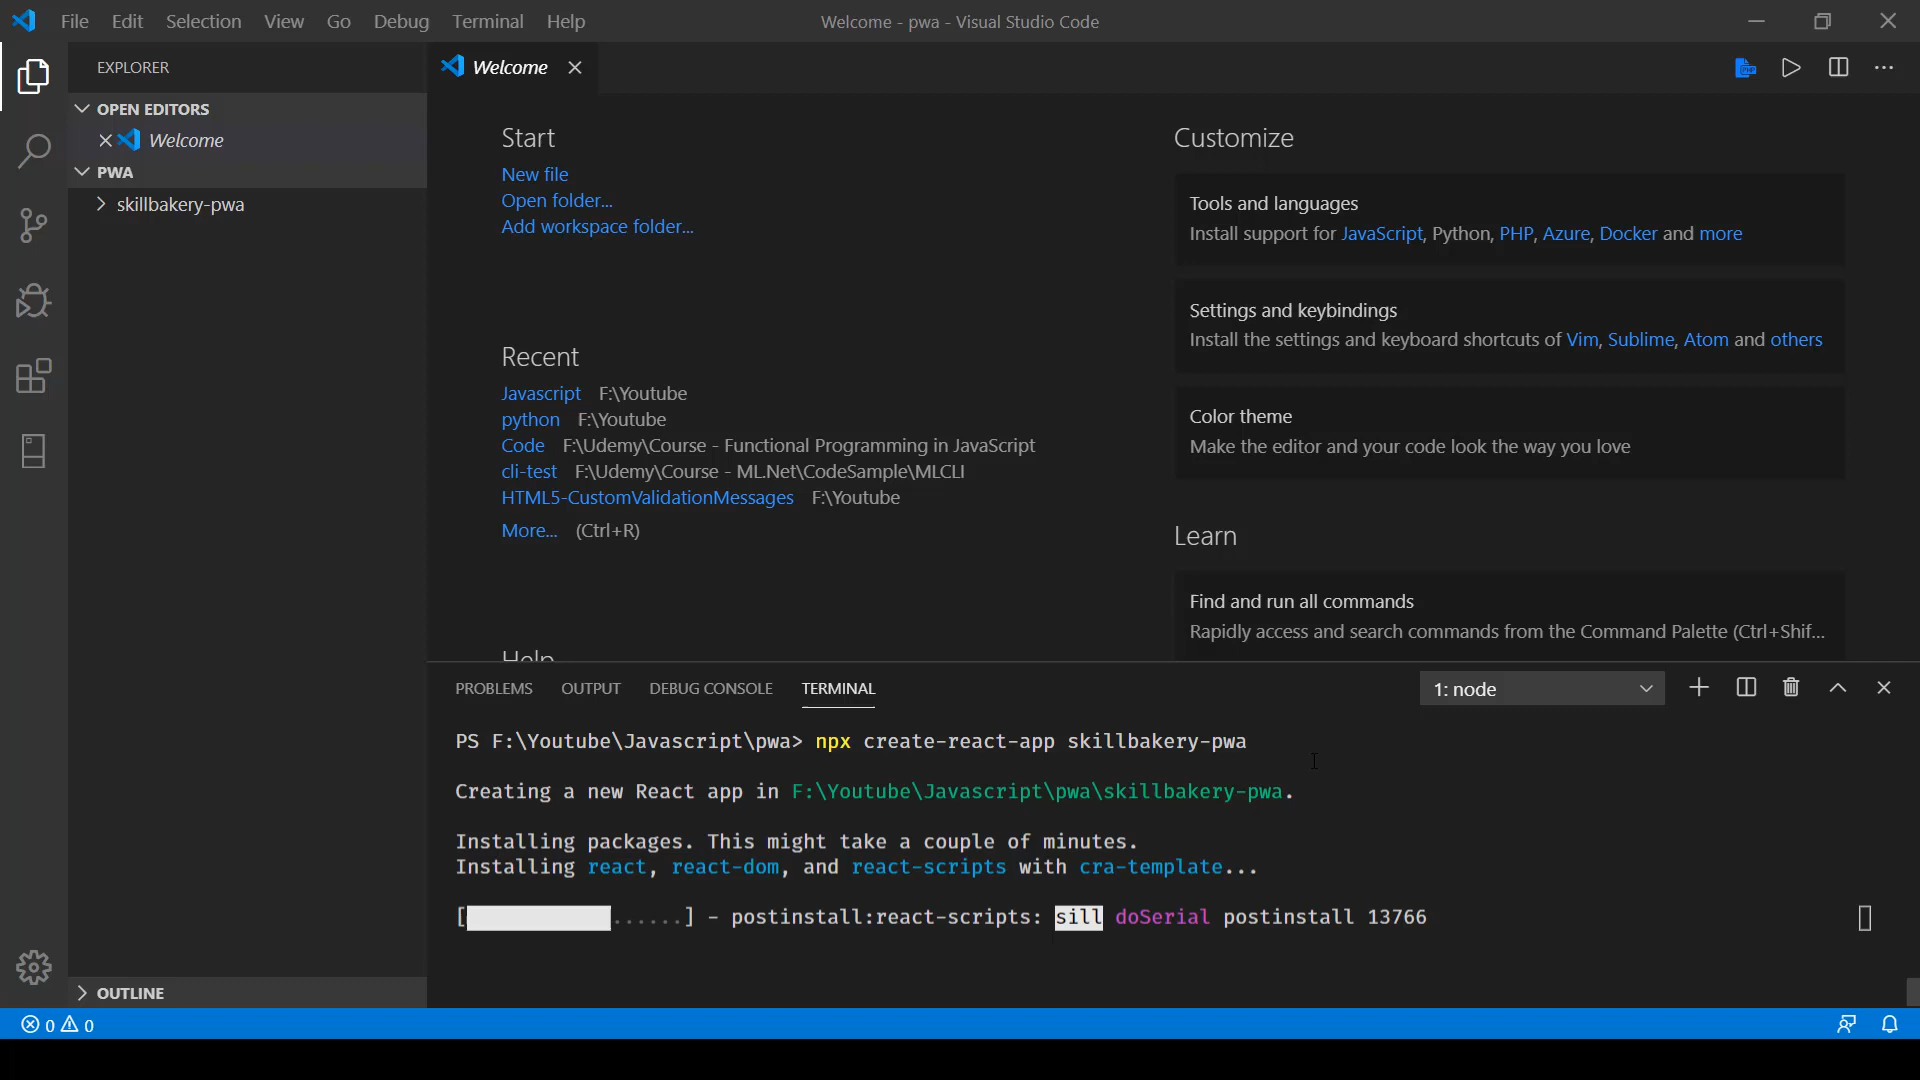 File Edit Selection View Go Debug Terminal Help
Welcome - pwa - Visual Studio Code
EXPLORER
OPEN EDITORS
Welcome
PWA
skillbakery-pwa
OUTLINE
Welcome
Start
New file
Open folder...
Add workspace folder...
Recent
Javascript F:\Youtube
python F:\Youtube
Code F:\Udemy\Course - Functional Programming in JavaScript
cli-test F:\Udemy\Course - ML.Net\CodeSample\MLCLI
HTML5-CustomValidationMessages F:\Youtube
More... (Ctrl+R)
Help
Customize
Tools and languages
Install support for JavaScript, Python, PHP, Azure, Docker and more
Settings and keybindings
Install the settings and keyboard shortcuts of Vim, Sublime, Atom and others
Color theme
Make the editor and your code look the way you love
Learn
Find and run all commands
Rapidly access and search commands from the Command Palette (Ctrl+Shif...
PROBLEMS OUTPUT DEBUG CONSOLE TERMINAL
1: node
PS F:\Youtube\Javascript\pwa> npx create-react-app skillbakery-pwa
Creating a new React app in F:\Youtube\Javascript\pwa\skillbakery-pwa.
Installing packages. This might take a couple of minutes.
Installing react, react-dom, and react-scripts with cra-template...
[ ......] - postinstall:react-scripts: sill doSerial postinstall 13766
0 0